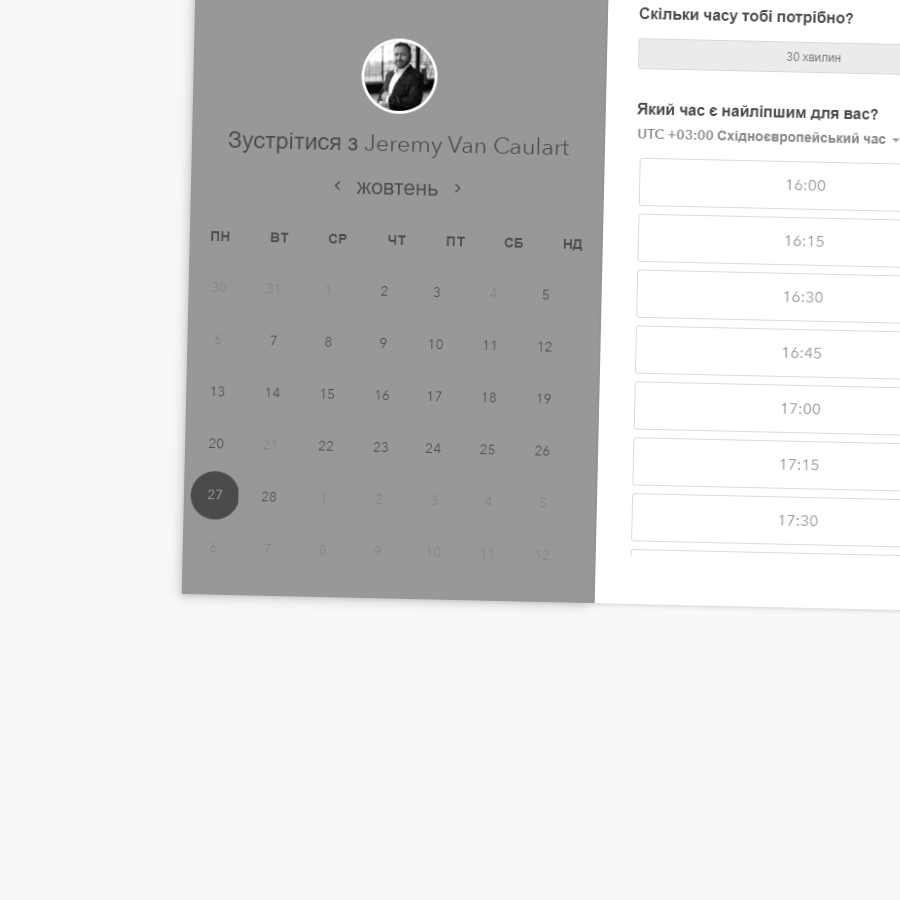 Зустрітися з Jeremy Van Caulart
‹ жовтень ›
ПН ВТ СР ЧТ ПТ СБ НД
30 31 1 2 3 4 5
6 7 8 9 10 11 12
13 14 15 16 17 18 19
20 21 22 23 24 25 26
27 28 1 2 3 4 5
6 7 8 9 10 11 12
Скільки часу тобі потрібно?
30 хвилин
Який час є найліпшим для вас?
UTC +03:00 Східноєвропейський час
16:00
16:15
16:30
16:45
17:00
17:15
17:30